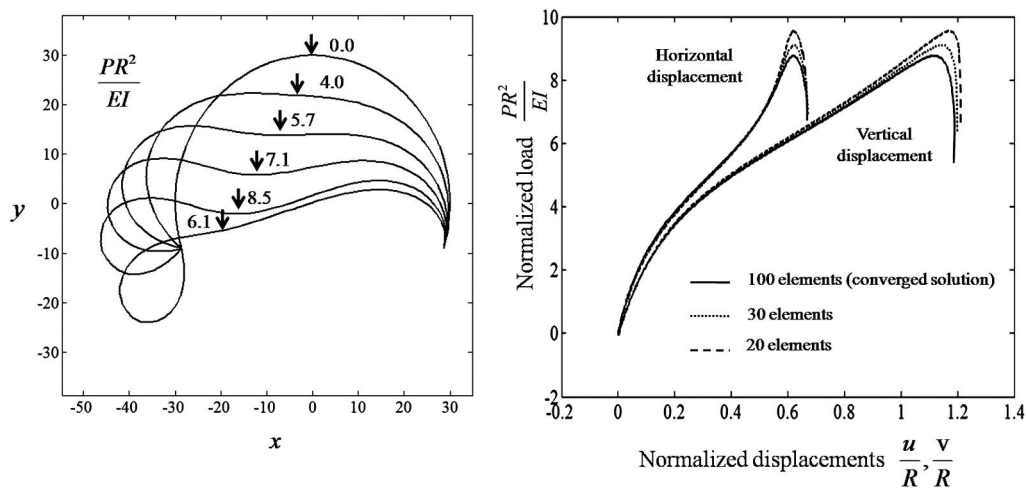 PR²
EI
0.0
4.0
5.7
7.1
8.5
6.1
y
30
20
10
0
-10
-20
-30
-50 -40 -30 -20 -10 0 10 20 30
x
10
8
6
4
2
0
-2
-0.2 0 0.2 0.4 0.6 0.8 1 1.2 1.4
Normalized load PR²/EI
Horizontal
displacement
Vertical
displacement
100 elements (converged solution)
30 elements
20 elements
Normalized displacements u/R, v/R